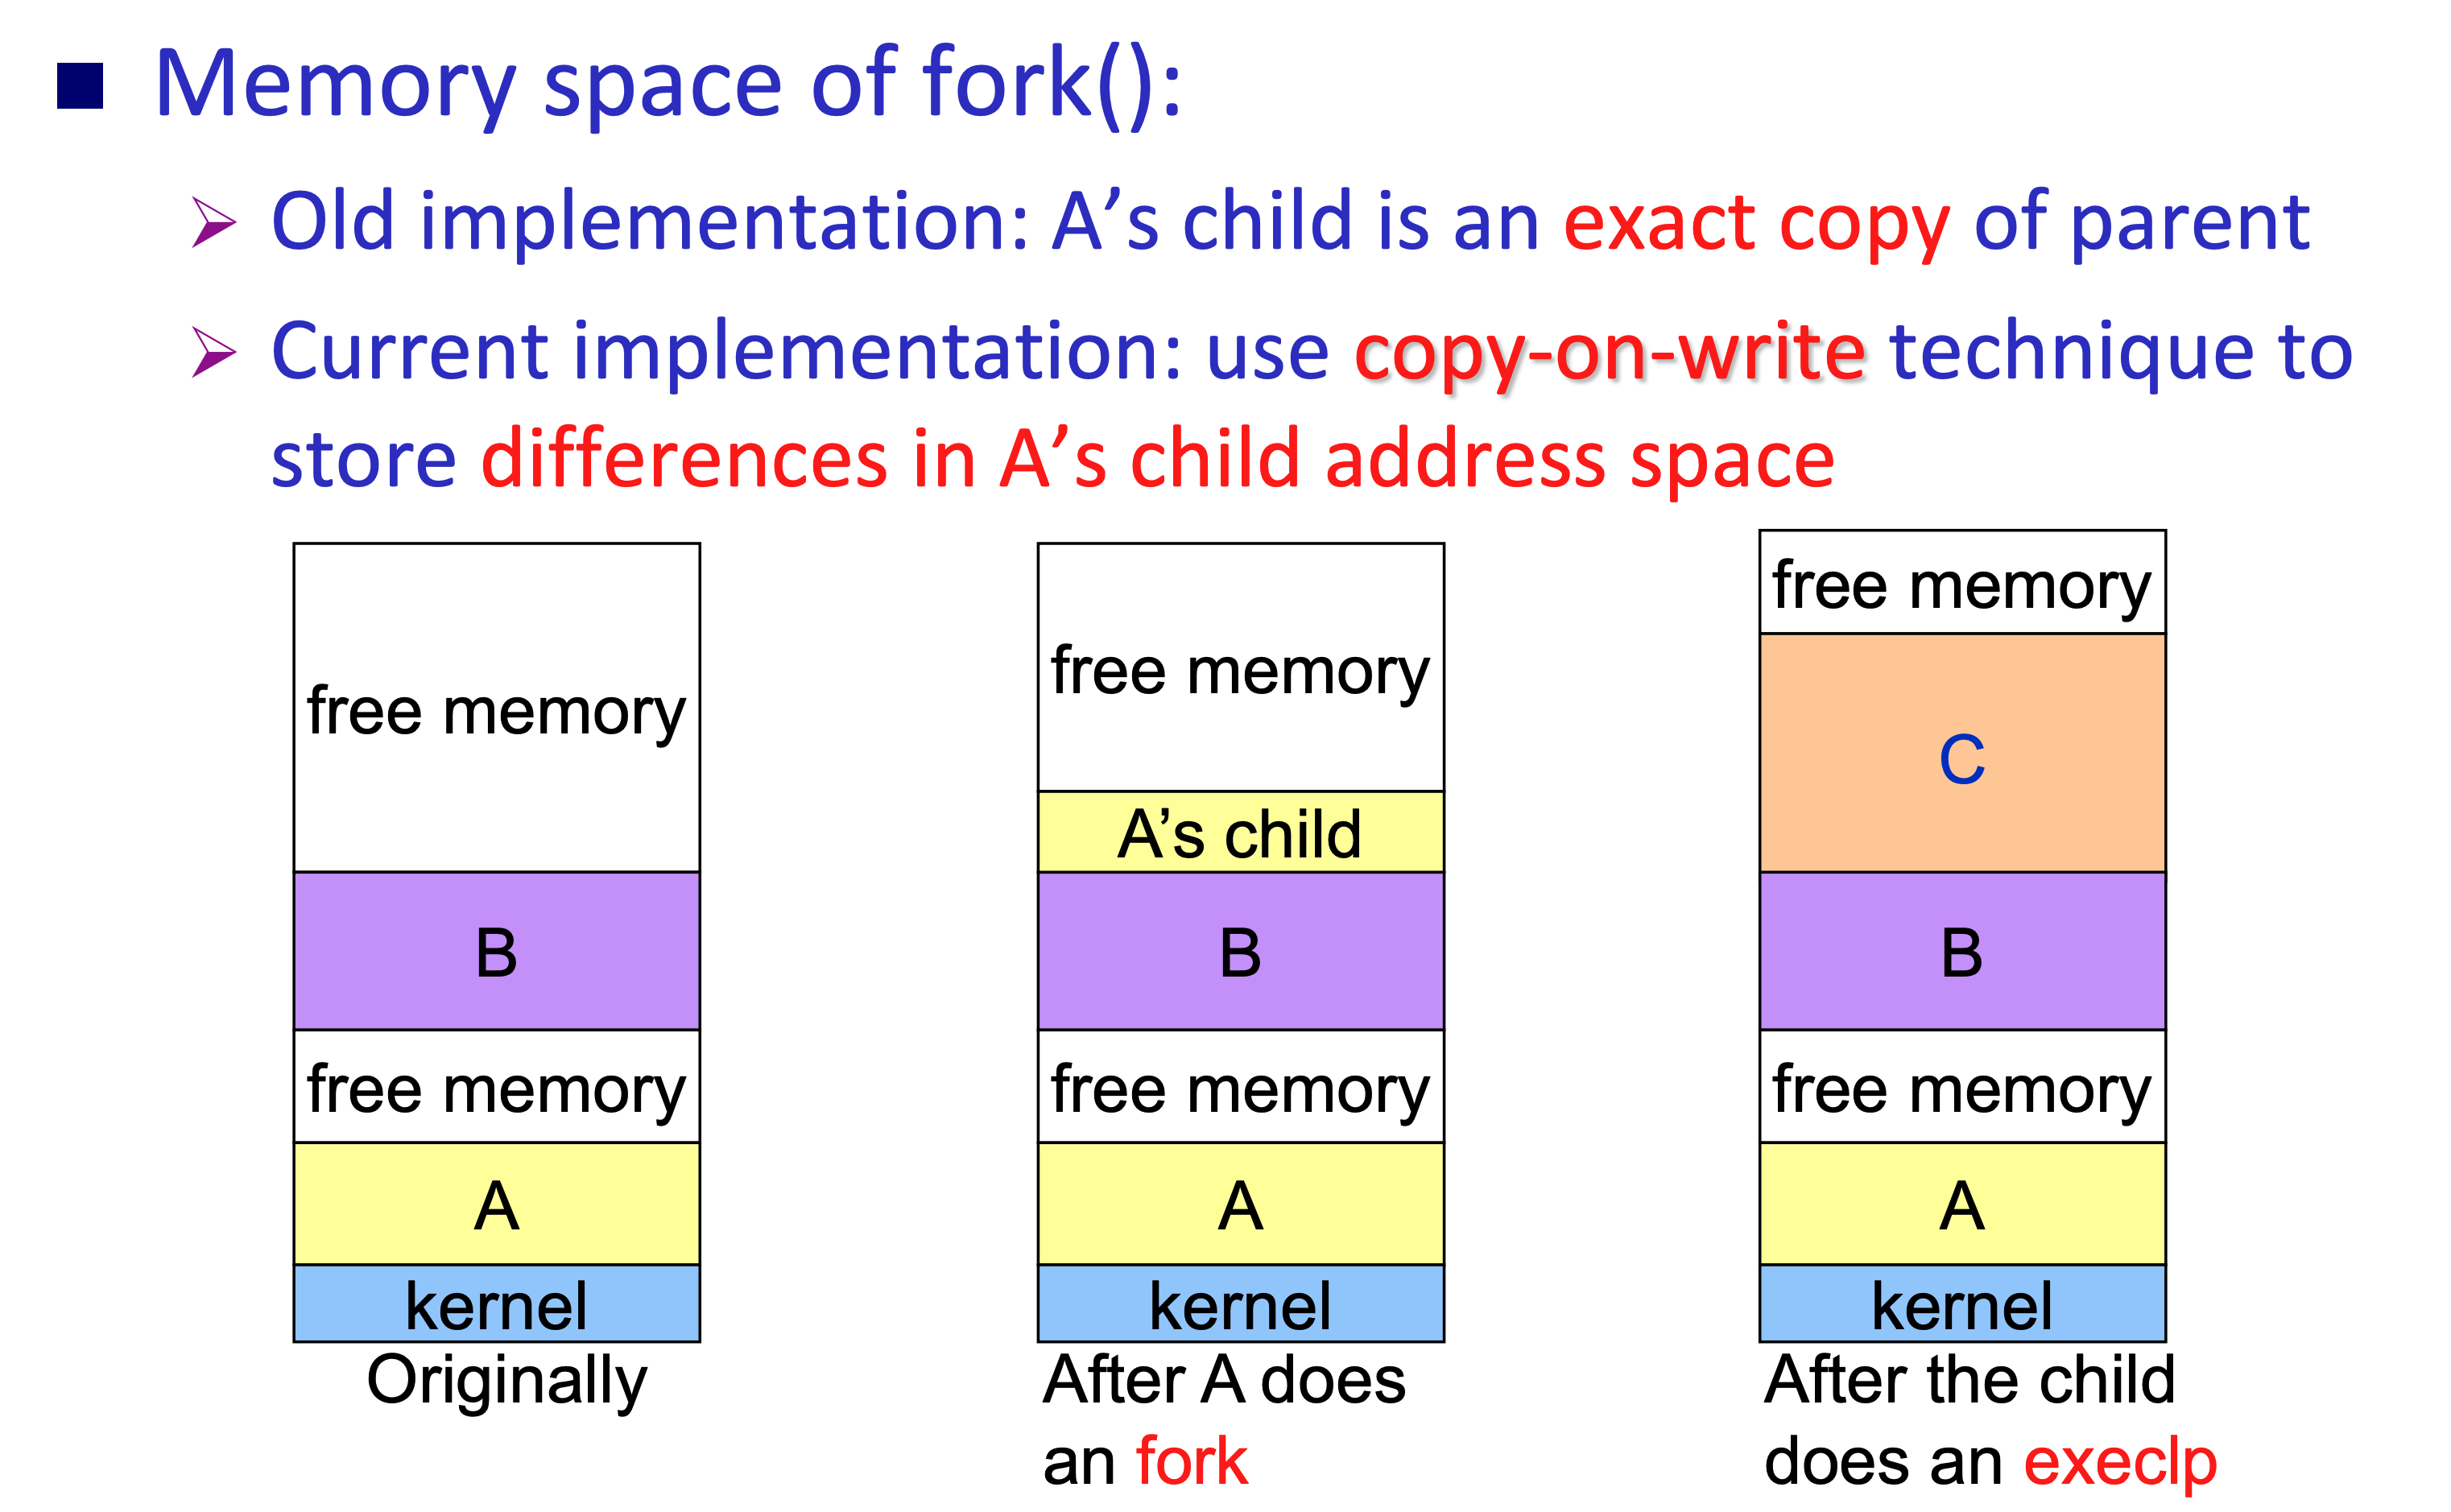 Memory space of fork():
Old implementation: A’s child is an exact copy of parent
Current implementation: use copy-on-write technique to
store differences in A’s child address space
free memory
B
free memory
A
kernel
Originally
free memory
A’s child
B
free memory
A
kernel
After A does
an fork
free memory
C
B
free memory
A
kernel
After the child
does an execlp